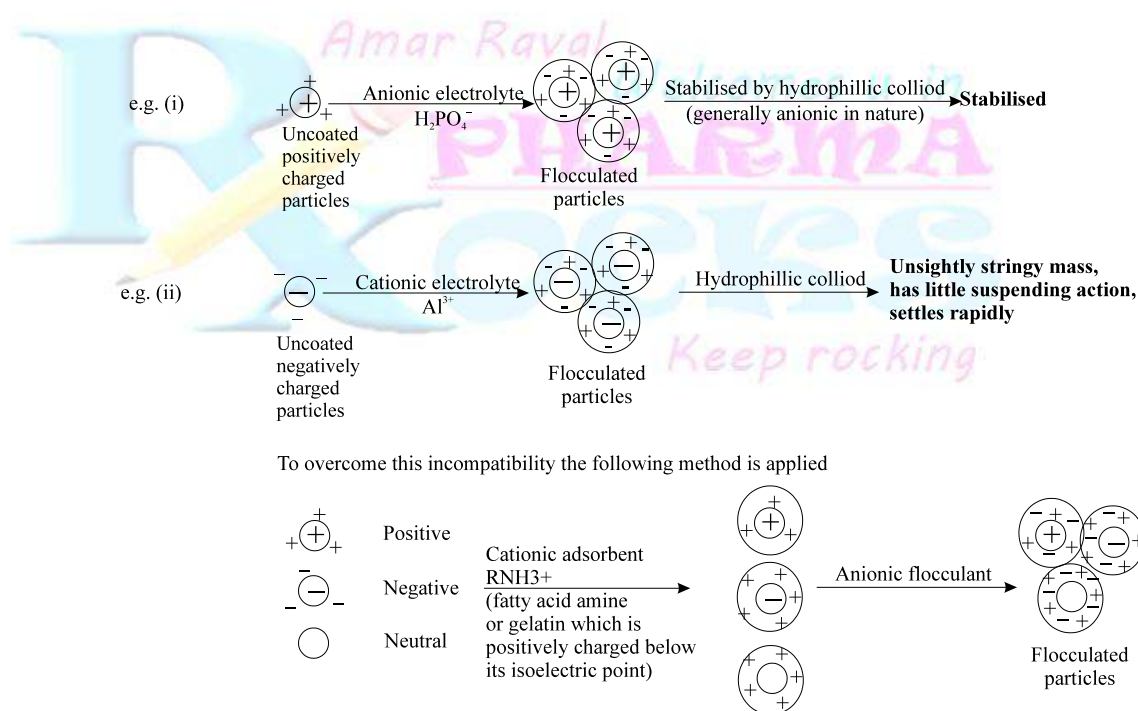 Amar Raval
Welcomes u in
Rx
PHARMA
ROCKS
Keep rocking
e.g. (i)
Uncoated
positively
charged
particles
Anionic electrolyte
H₂PO₄⁻
Flocculated
particles
Stabilised by hydrophillic colliod
(generally anionic in nature)
Stabilised
e.g. (ii)
Uncoated
negatively
charged
particles
Cationic electrolyte
Al³⁺
Flocculated
particles
Hydrophillic colliod
Unsightly stringy mass,
has little suspending action,
settles rapidly
To overcome this incompatibility the following method is applied
Positive
Negative
Neutral
Cationic adsorbent
RNH3+
(fatty acid amine
or gelatin which is
positively charged below
its isoelectric point)
Anionic flocculant
Flocculated
particles